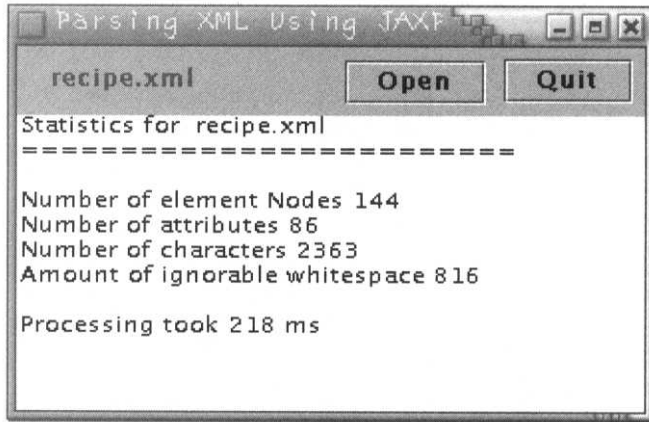 Parsing XML Using JAXP
recipe.xml Open Quit
Statistics for recipe.xml
=========================
Number of element Nodes 144
Number of attributes 86
Number of characters 2363
Amount of ignorable whitespace 816
Processing took 218 ms